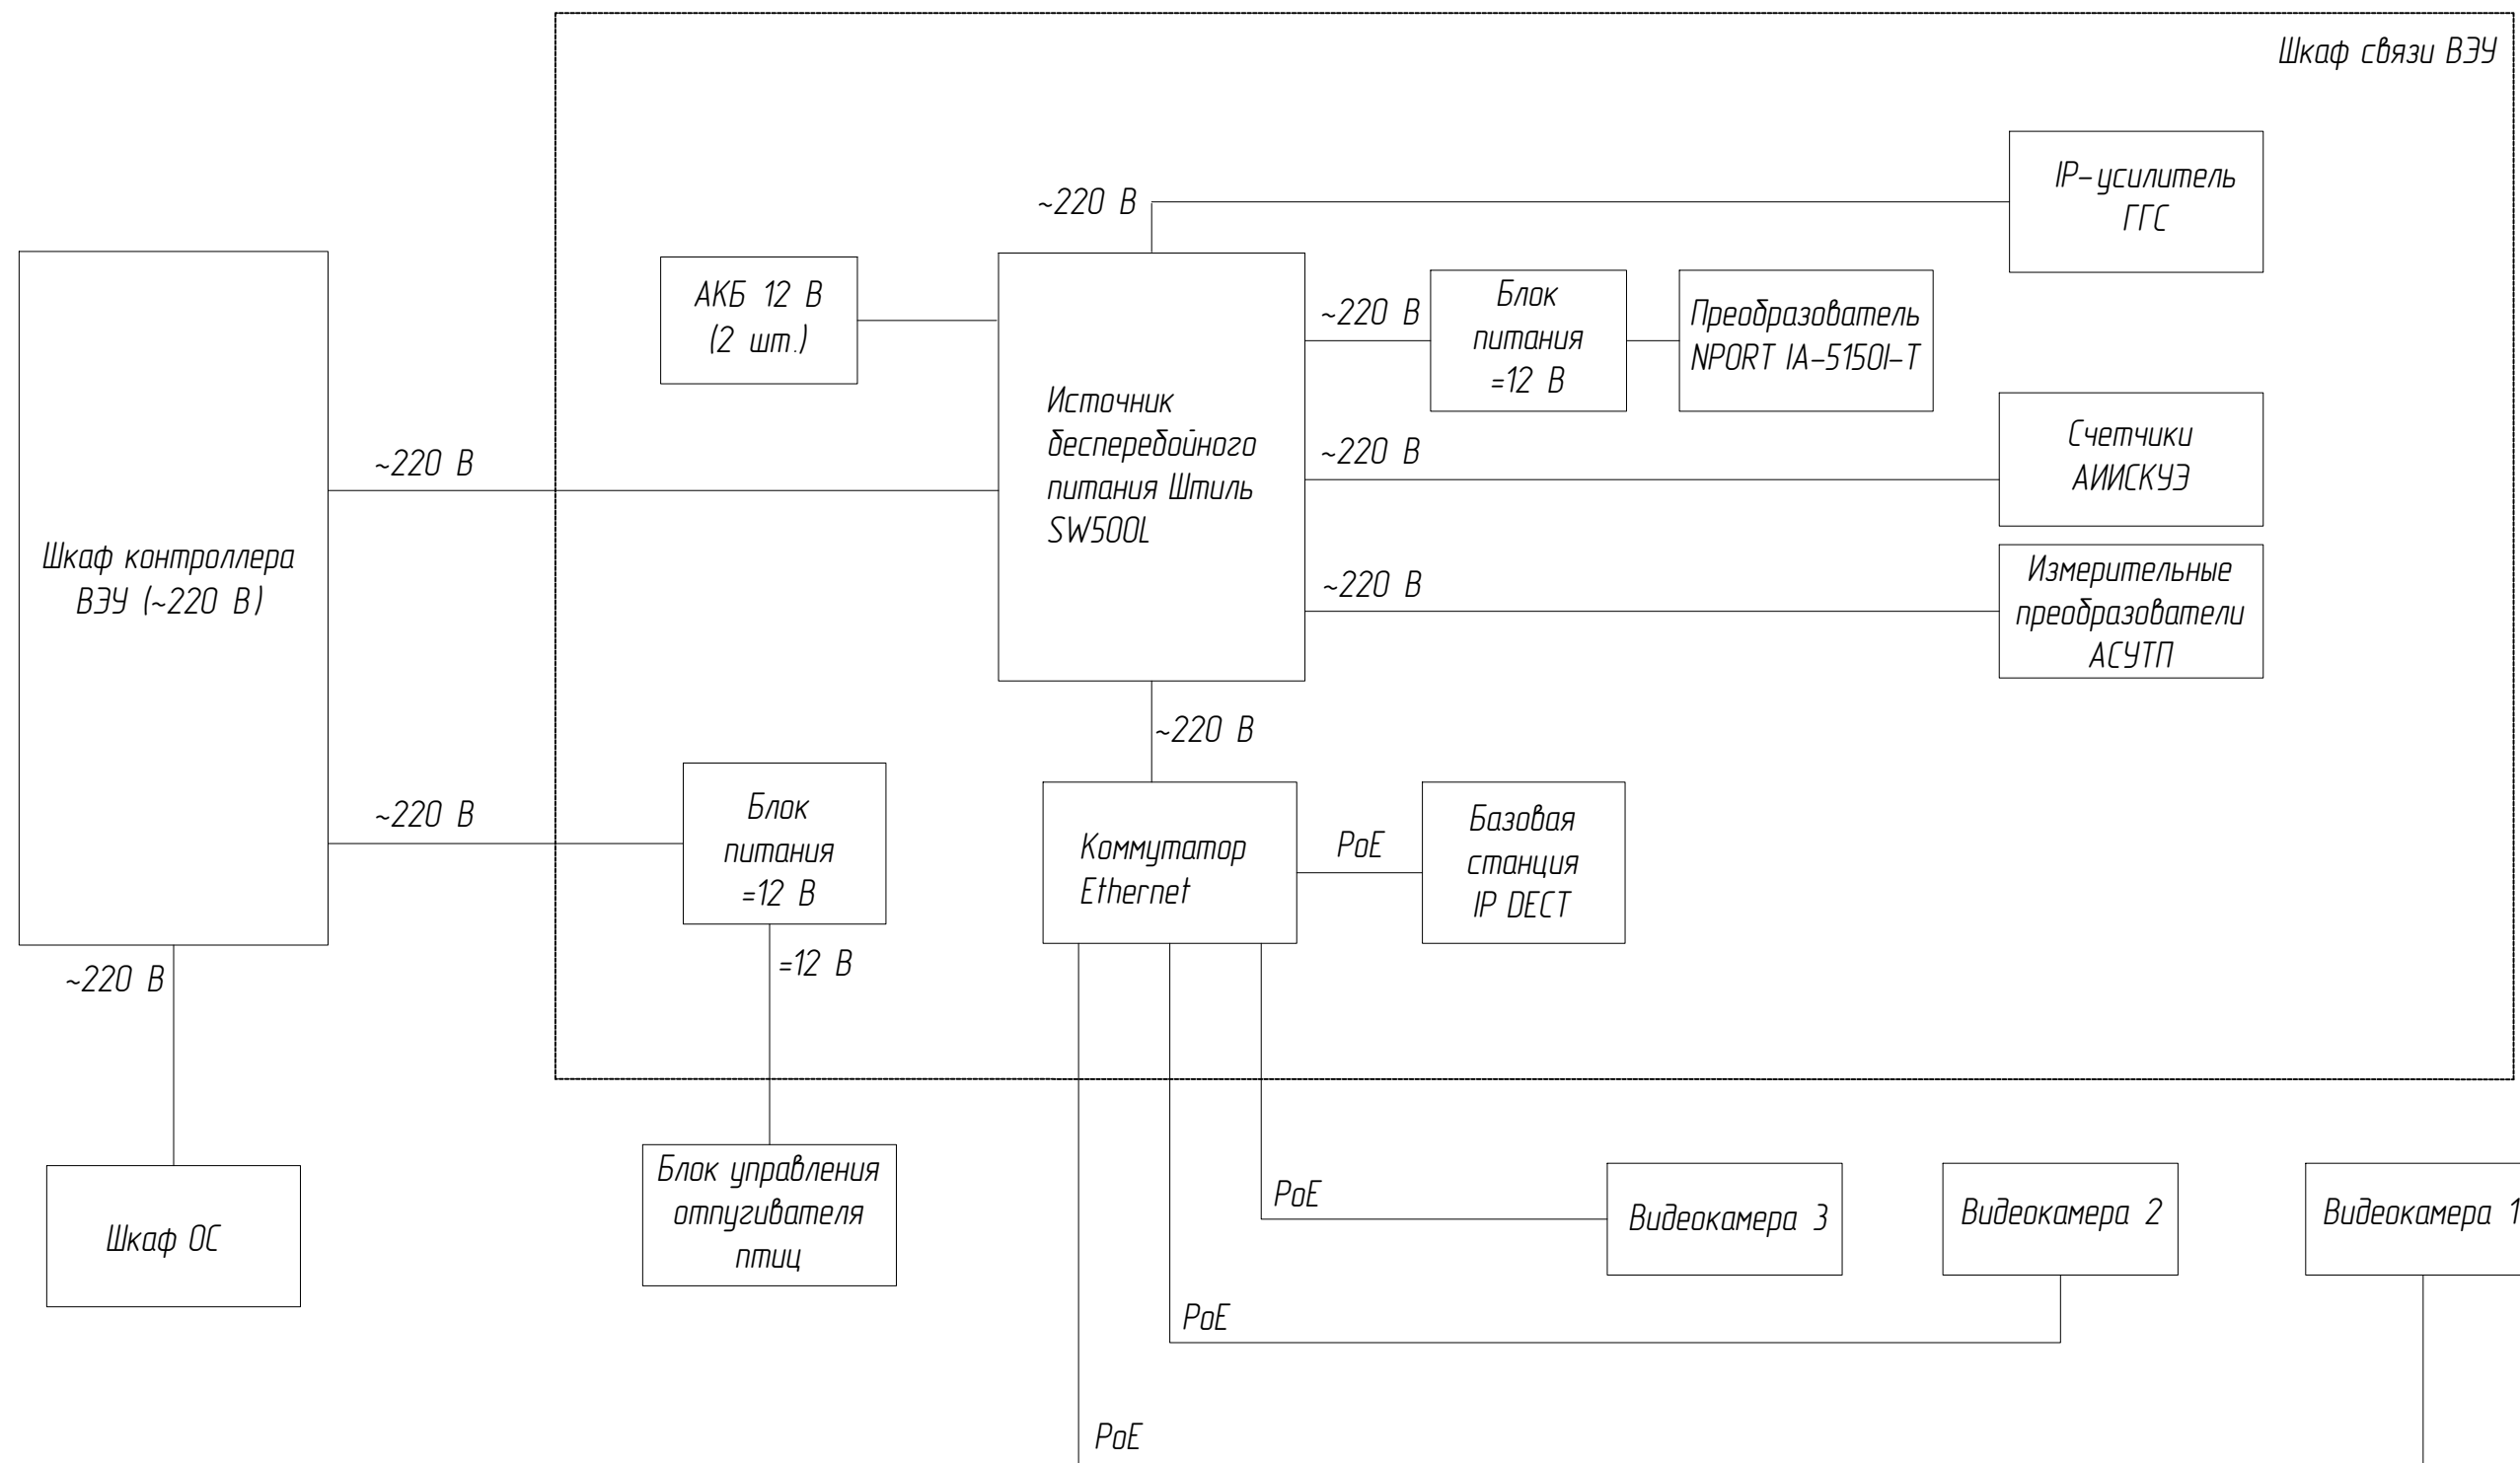 Шкаф связи ВЭУ
IP-усилитель
ГГС
~220 В
АКБ 12 В
(2 шт.)
~220 В
Блок
питания
=12 В
Преобразователь
NPORT IA-5150I-T
Источник
бесперебойного
питания Штиль
SW500L
~220 В
Счетчики
АИИСКУЭ
~220 В
Шкаф контроллера
ВЭУ (~220 В)
~220 В
Измерительные
преобразователи
АСУТП
~220 В
~220 В
Блок
питания
=12 В
Коммутатор
Ethernet
PoE
Базовая
станция
IP DECT
~220 В
=12 В
Шкаф ОС
Блок управления
отпугивателя
птиц
PoE
Видеокамера 3
Видеокамера 2
Видеокамера 1
PoE
PoE